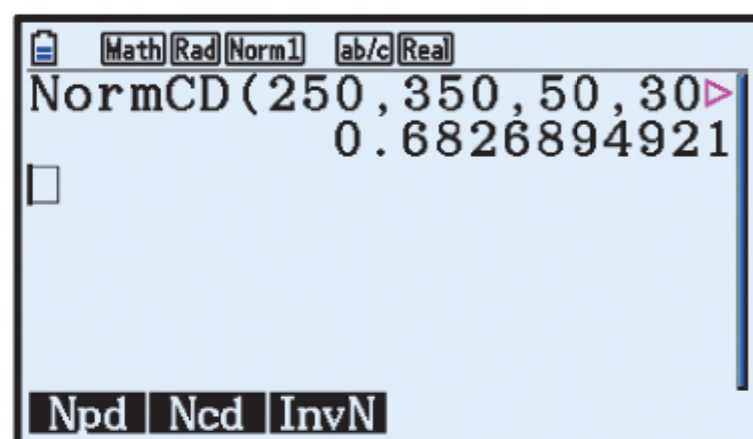 Math Rad Norm1 ab/c Real
NormCD(250,350,50,30
0.6826894921
Npd Ncd InvN